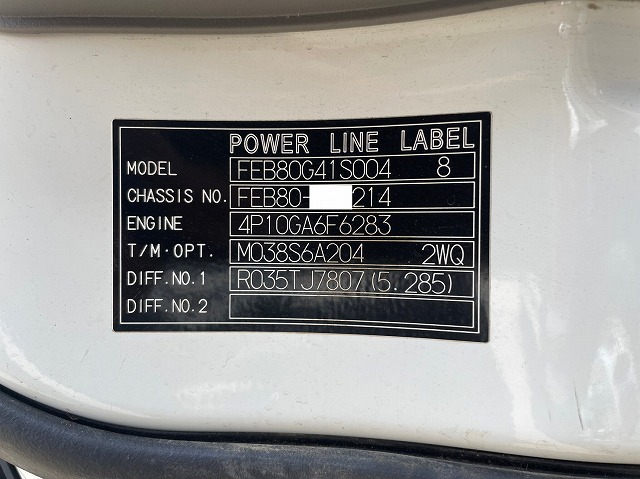 POWER LINE LABEL
MODEL FEB80G41S004 8
CHASSIS NO. FEB80- 214
ENGINE 4P10GA6F6283
T/M·OPT. M038S6A204 2WQ
DIFF.NO.1 R035TJ7807(5.285)
DIFF.NO.2